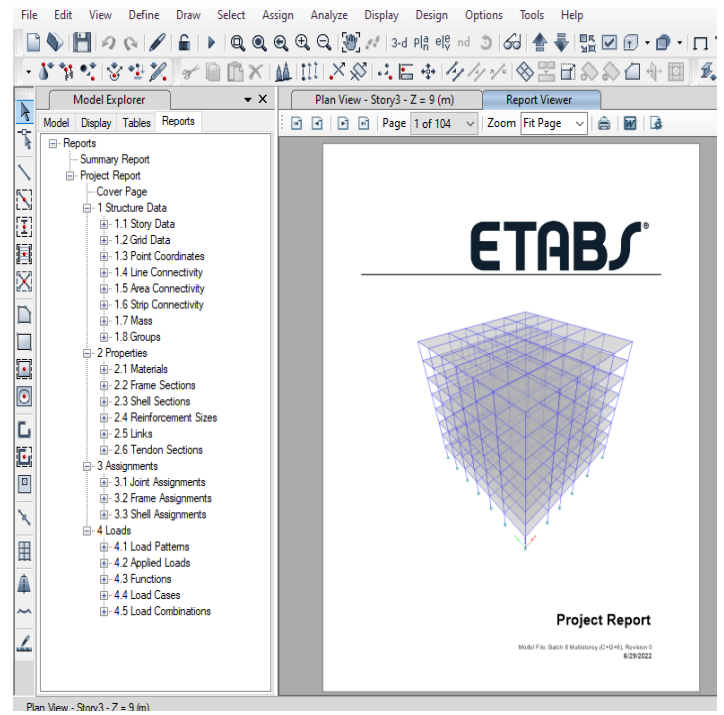 File Edit View Define Draw Select Assign Analyze Display Design Options Tools Help
3-d nd
Model Explorer
Plan View - Story3 - Z = 9 (m) Report Viewer
Model Display Tables Reports
Page 1 of 104 Zoom Fit Page
Reports
Summary Report
Project Report
Cover Page
1 Structure Data
1.1 Story Data
1.2 Grid Data
1.3 Point Coordinates
1.4 Line Connectivity
1.5 Area Connectivity
1.6 Strip Connectivity
1.7 Mass
1.8 Groups
2 Properties
2.1 Materials
2.2 Frame Sections
2.3 Shell Sections
2.4 Reinforcement Sizes
2.5 Links
2.6 Tendon Sections
3 Assignments
3.1 Joint Assignments
3.2 Frame Assignments
3.3 Shell Assignments
4 Loads
4.1 Load Patterns
4.2 Applied Loads
4.3 Functions
4.4 Load Cases
4.5 Load Combinations
ETABS®
Project Report
Model File: Batch 8 Multistorey (C+G+6), Revision 0
6/29/2022
Plan View - Story3 - Z = 9 (m)